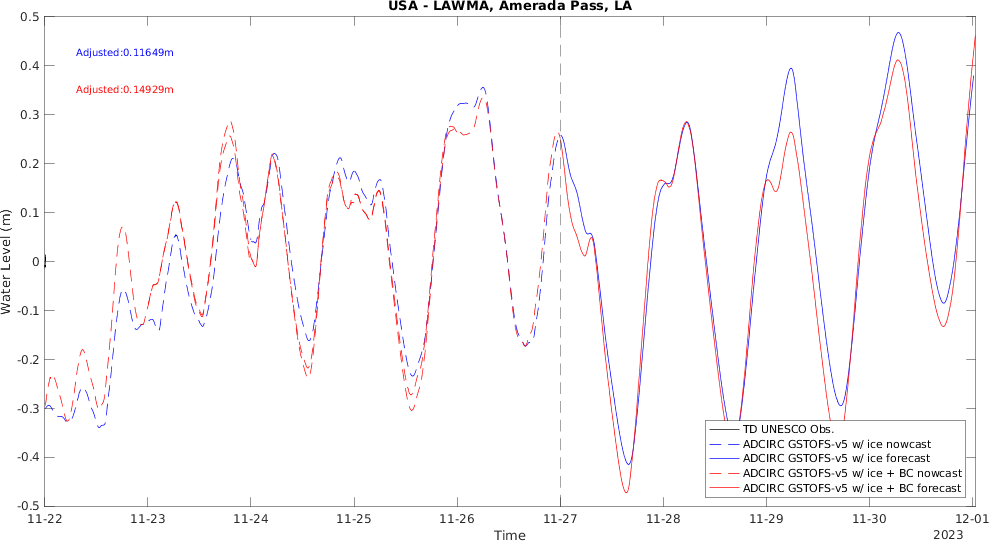 USA - LAWMA, Amerada Pass, LA
Adjusted:0.11649m
Adjusted:0.14929m
Water Level (m)
0.5
0.4
0.3
0.2
0.1
0
-0.1
-0.2
-0.3
-0.4
-0.5
TD UNESCO Obs.
ADCIRC GSTOFS-v5 w/ ice nowcast
ADCIRC GSTOFS-v5 w/ ice forecast
ADCIRC GSTOFS-v5 w/ ice + BC nowcast
ADCIRC GSTOFS-v5 w/ ice + BC forecast
11-22 11-23 11-24 11-25 11-26 11-27 11-28 11-29 11-30 12-01
Time
2023